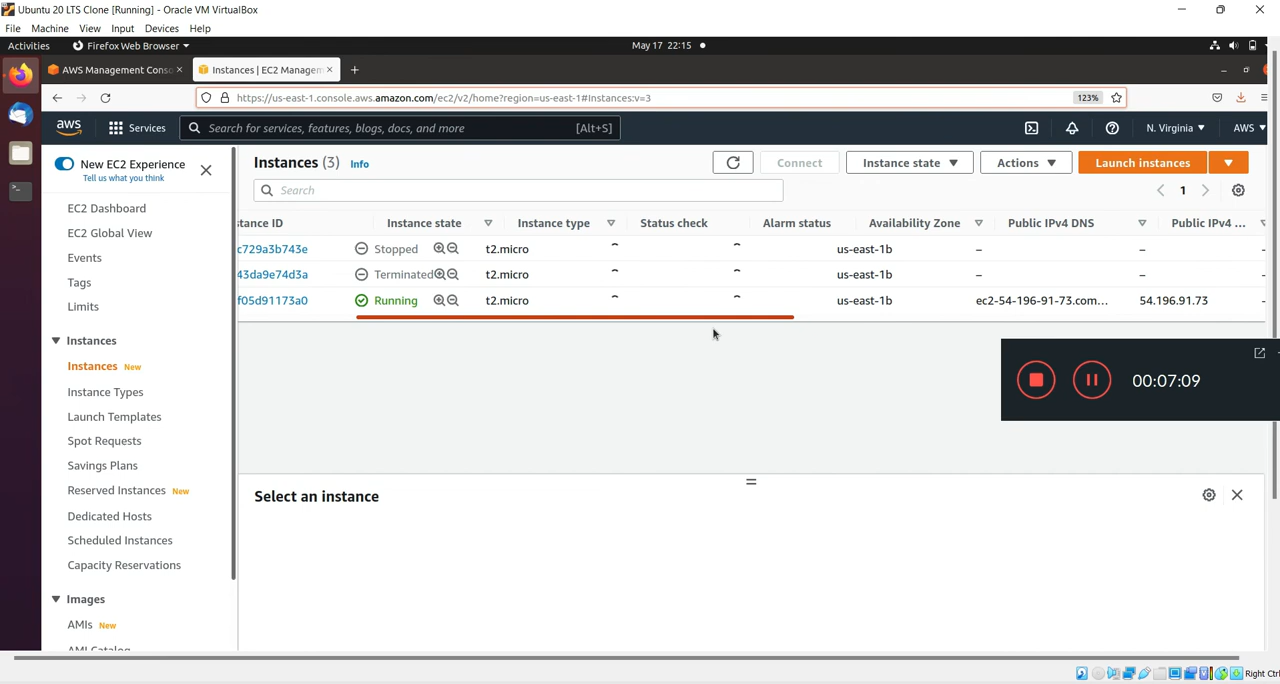 Ubuntu 20 LTS Clone [Running] - Oracle VM VirtualBox
File Machine View Input Devices Help
Activities Firefox Web Browser May 17 22:15
AWS Management Conso Instances | EC2 Managem
https://us-east-1.console.aws.amazon.com/ec2/v2/home?region=us-east-1#Instances:v=3 123%
aws Services Search for services, features, blogs, docs, and more [Alt+S] N. Virginia AWS
New EC2 Experience
Tell us what you think
EC2 Dashboard
EC2 Global View
Events
Tags
Limits
Instances
Instances New
Instance Types
Launch Templates
Spot Requests
Savings Plans
Reserved Instances New
Dedicated Hosts
Scheduled Instances
Capacity Reservations
Images
AMIs New
AMI Catalog
Instances (3) Info Connect Instance state Actions Launch instances
Search 1
stance ID Instance state Instance type Status check Alarm status Availability Zone Public IPv4 DNS Public IPv4 ...
c729a3b743e Stopped t2.micro us-east-1b – –
43da9e74d3a Terminated t2.micro us-east-1b – –
f05d91173a0 Running t2.micro us-east-1b ec2-54-196-91-73.com... 54.196.91.73
00:07:09
Select an instance
Right Ctrl